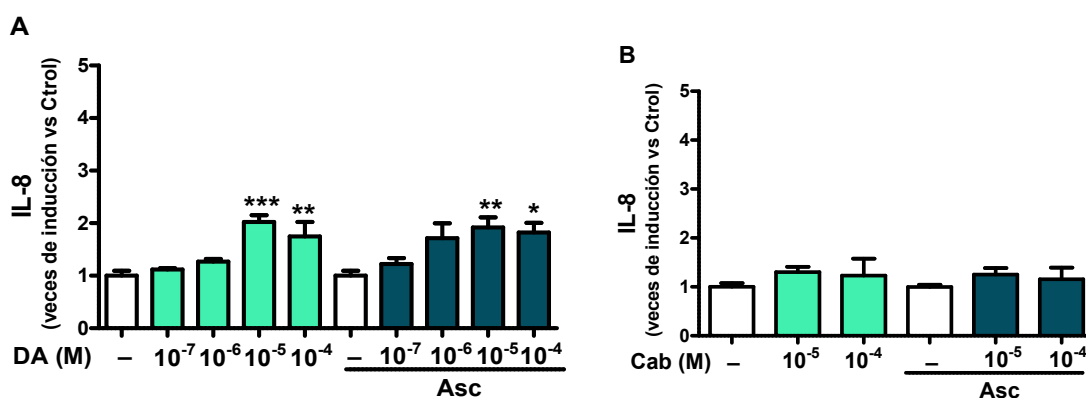 A
IL-8
(veces de inducción vs Ctrol)
5
4
3
2
1
0
*** ** ** *
DA (M) – 10⁻⁷ 10⁻⁶ 10⁻⁵ 10⁻⁴ – 10⁻⁷ 10⁻⁶ 10⁻⁵ 10⁻⁴
Asc
B
IL-8
(veces de inducción vs Ctrol)
5
4
3
2
1
0
Cab (M) – 10⁻⁵ 10⁻⁴ – 10⁻⁵ 10⁻⁴
Asc